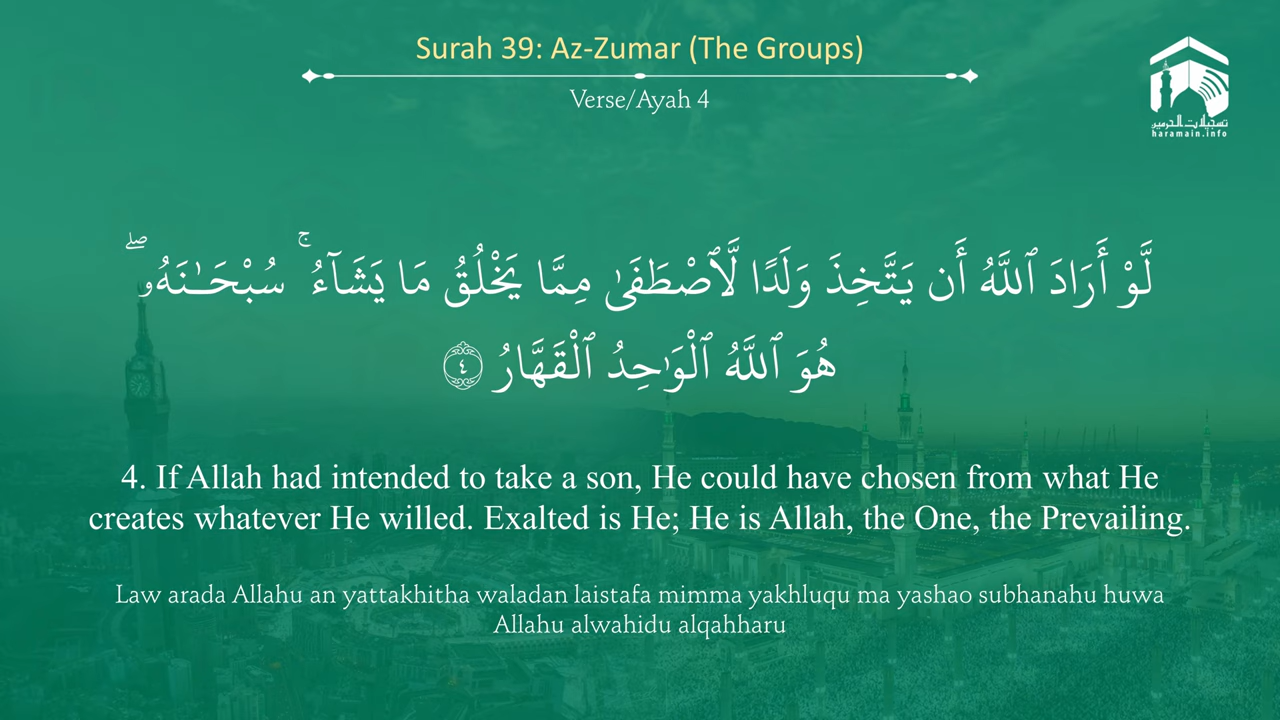 Surah 39: Az-Zumar (The Groups)
Verse/Ayah 4
تسجيلات الحرمين
haramain.info
لَّوْ أَرَادَ ٱللَّهُ أَن يَتَّخِذَ وَلَدًا لَّٱصْطَفَىٰ مِمَّا يَخْلُقُ مَا يَشَآءُ ۚ سُبْحَـٰنَهُۥ ۖ
هُوَ ٱللَّهُ ٱلْوَٰحِدُ ٱلْقَهَّارُ ٤
4. If Allah had intended to take a son, He could have chosen from what He
creates whatever He willed. Exalted is He; He is Allah, the One, the Prevailing.
Law arada Allahu an yattakhitha waladan laistafa mimma yakhluqu ma yashao subhanahu huwa
Allahu alwahidu alqahharu